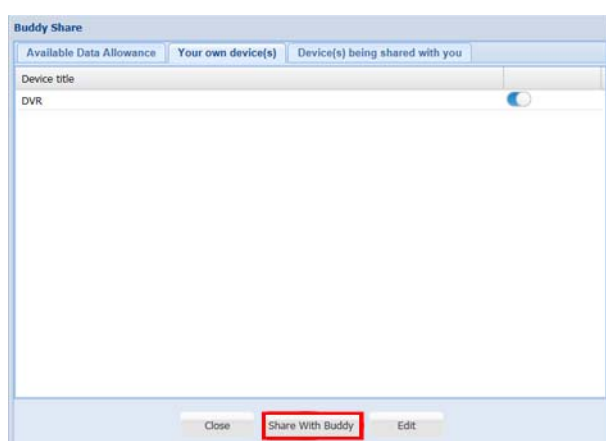 Buddy Share
Available Data Allowance Your own device(s) Device(s) being shared with you
Device title
DVR
Close Share With Buddy Edit